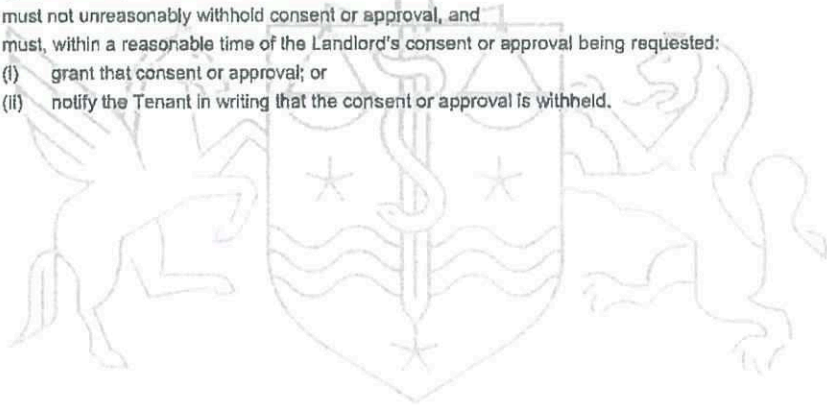 must not unreasonably withhold consent or approval, and
must, within a reasonable time of the Landlord's consent or approval being requested:
(i) grant that consent or approval; or
(ii) notify the Tenant in writing that the consent or approval is withheld.